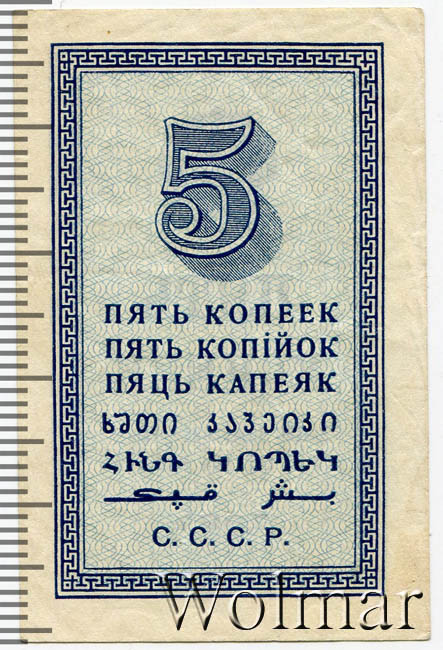 5
ПЯТЬ КОПЕЕК
ПЯТЬ КОПІЙОК
ПЯЦЬ КАПЕЯК
ხუთი კაპეიკი
ՀԻՆԳ ԿՈՊԵԿ
بش قپك
С. С. С. Р.
Wolmar